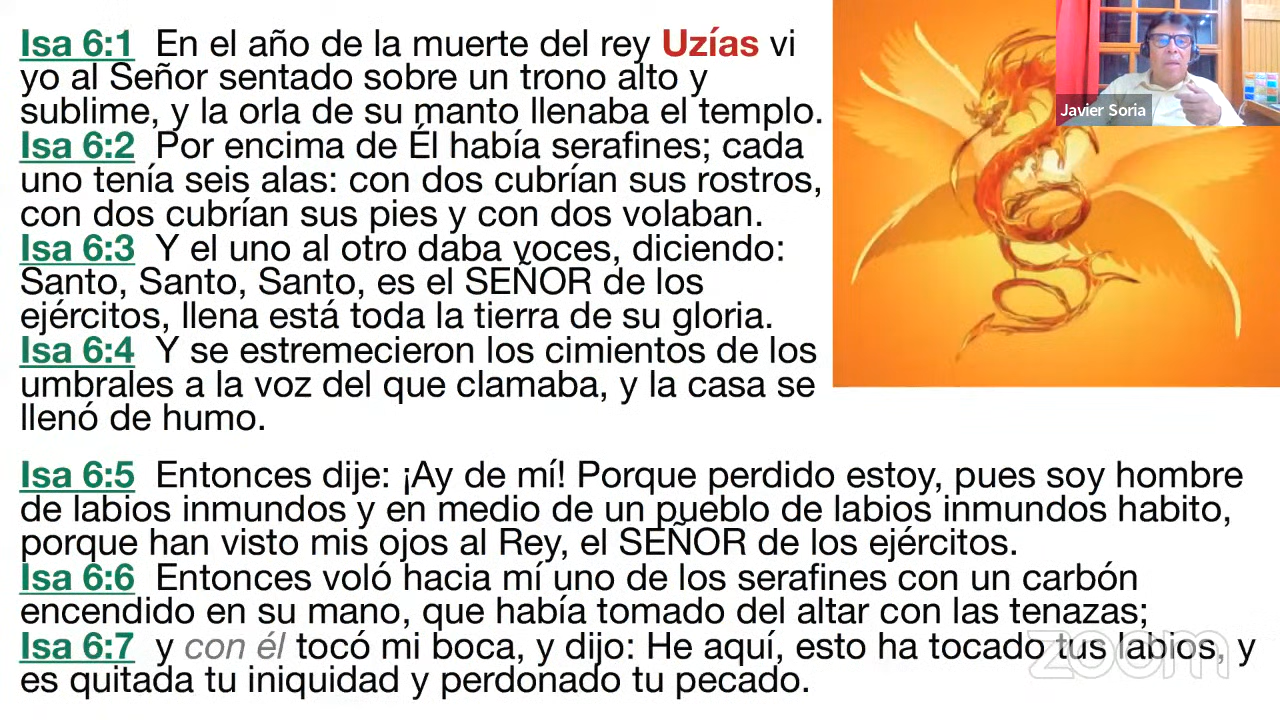 Isa 6:1 En el año de la muerte del rey Uzías vi
yo al Señor sentado sobre un trono alto y
sublime, y la orla de su manto llenaba el templo.
Isa 6:2 Por encima de Él había serafines; cada
uno tenía seis alas: con dos cubrían sus rostros,
con dos cubrían sus pies y con dos volaban.
Isa 6:3 Y el uno al otro daba voces, diciendo:
Santo, Santo, Santo, es el SEÑOR de los
ejércitos, llena está toda la tierra de su gloria.
Isa 6:4 Y se estremecieron los cimientos de los
umbrales a la voz del que clamaba, y la casa se
llenó de humo.
Isa 6:5 Entonces dije: ¡Ay de mí! Porque perdido estoy, pues soy hombre
de labios inmundos y en medio de un pueblo de labios inmundos habito,
porque han visto mis ojos al Rey, el SEÑOR de los ejércitos.
Isa 6:6 Entonces voló hacia mí uno de los serafines con un carbón
encendido en su mano, que había tomado del altar con las tenazas;
Isa 6:7 y con él tocó mi boca, y dijo: He aquí, esto ha tocado tus labios, y
es quitada tu iniquidad y perdonado tu pecado.
Javier Soria
zoom